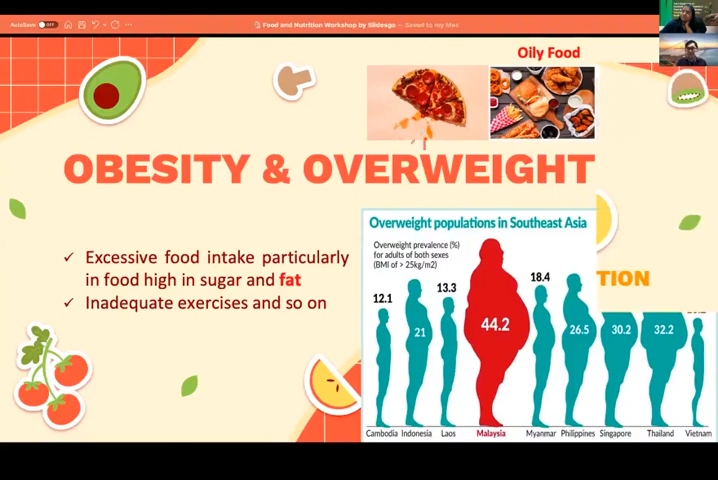 AutoSave OFF
Food and Nutrition Workshop by Slidesgo — Saved to my Mac
Oily Food
OBESITY & OVERWEIGHT
✓ Excessive food intake particularly
in food high in sugar and fat
✓ Inadequate exercises and so on
Overweight populations in Southeast Asia
Overweight prevalence (%)
for adults of both sexes
(BMI of > 25kg/m2)
TION
12.1 21 13.3 44.2 18.4 26.5 30.2 32.2
Cambodia Indonesia Laos Malaysia Myanmar Philippines Singapore Thailand Vietnam